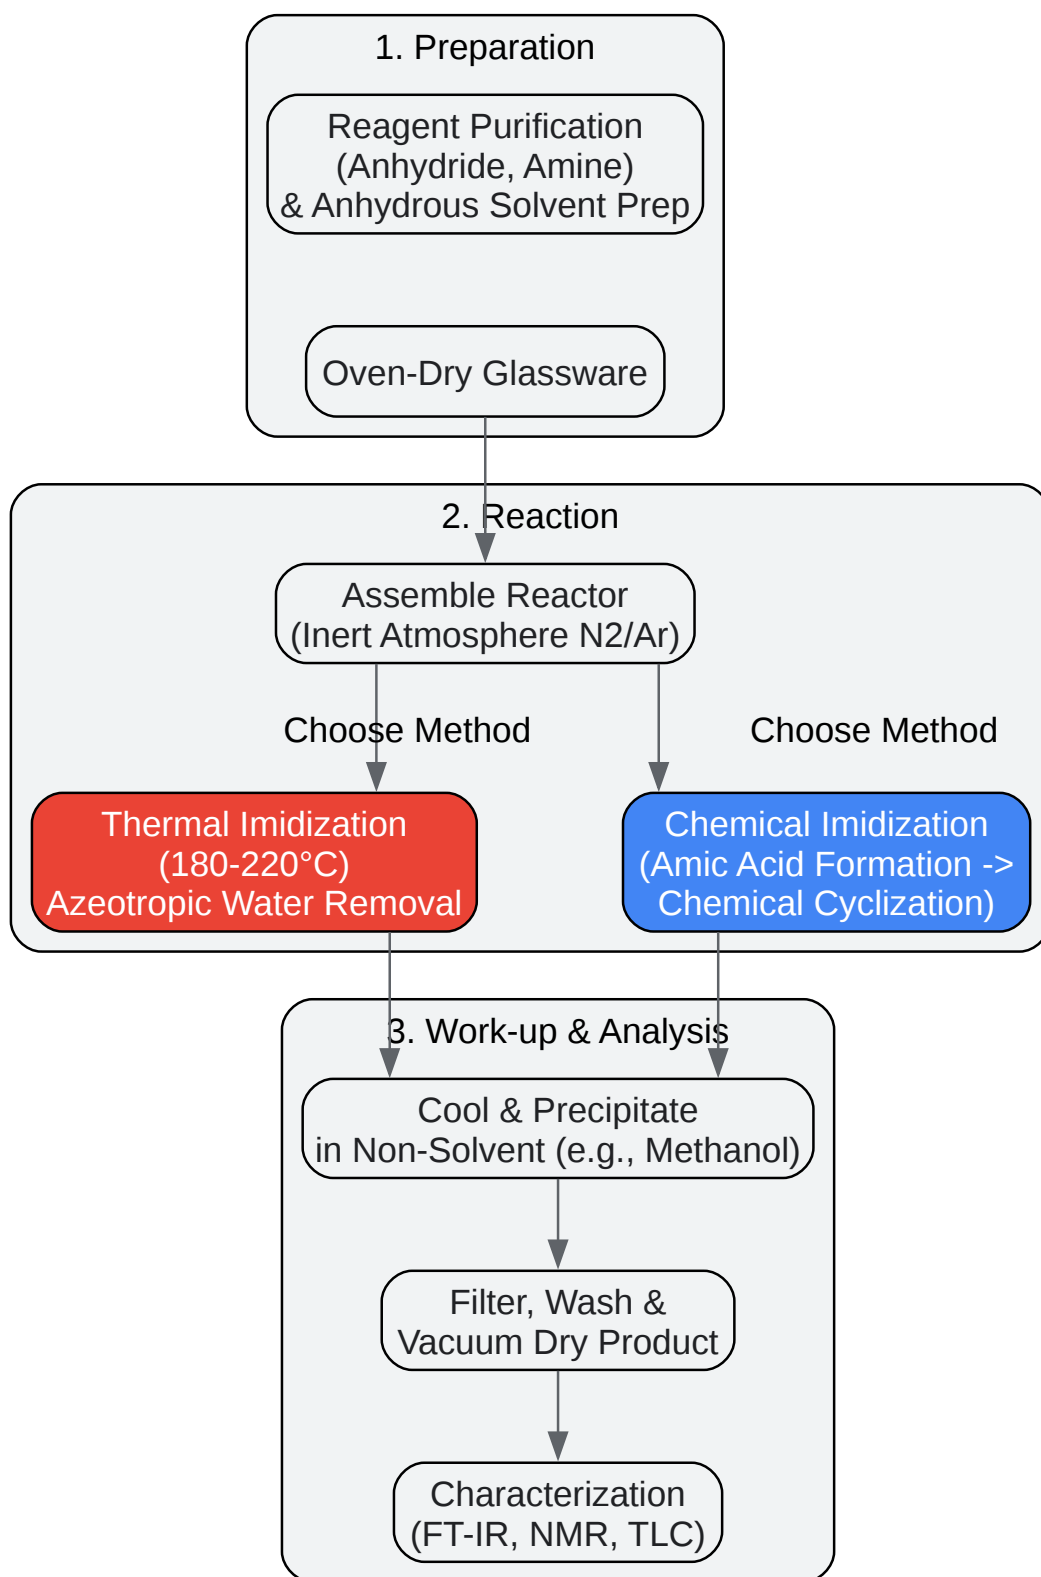 1. Preparation
Reagent Purification
(Anhydride, Amine)
& Anhydrous Solvent Prep
Oven-Dry Glassware
2. Reaction
Assemble Reactor
(Inert Atmosphere N2/Ar)
Choose Method
Choose Method
Thermal Imidization
(180-220°C)
Azeotropic Water Removal
Chemical Imidization
(Amic Acid Formation ->
Chemical Cyclization)
3. Work-up & Analysis
Cool & Precipitate
in Non-Solvent (e.g., Methanol)
Filter, Wash &
Vacuum Dry Product
Characterization
(FT-IR, NMR, TLC)